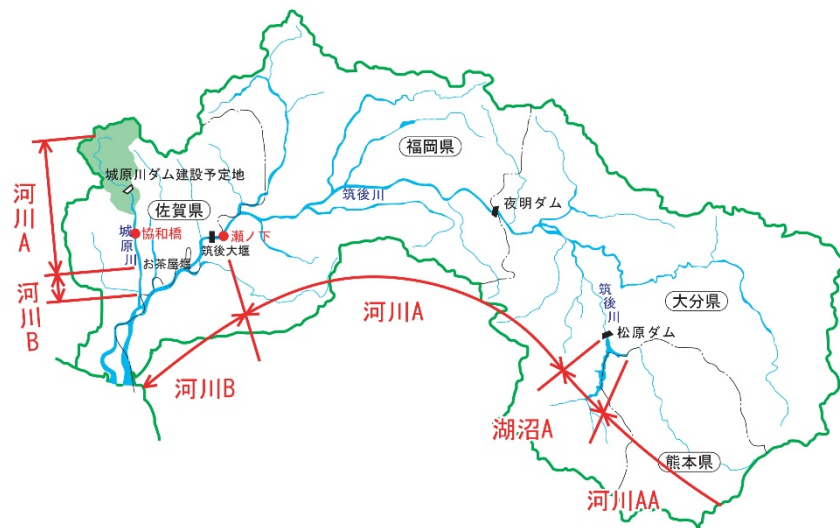 城原川ダム建設予定地
河川A
佐賀県
城原川
協和橋
お茶屋堰
瀬ノ下
筑後大堰
河川B
福岡県
筑後川
夜明ダム
河川A
河川B
筑後川
大分県
松原ダム
湖沼A
熊本県
河川AA